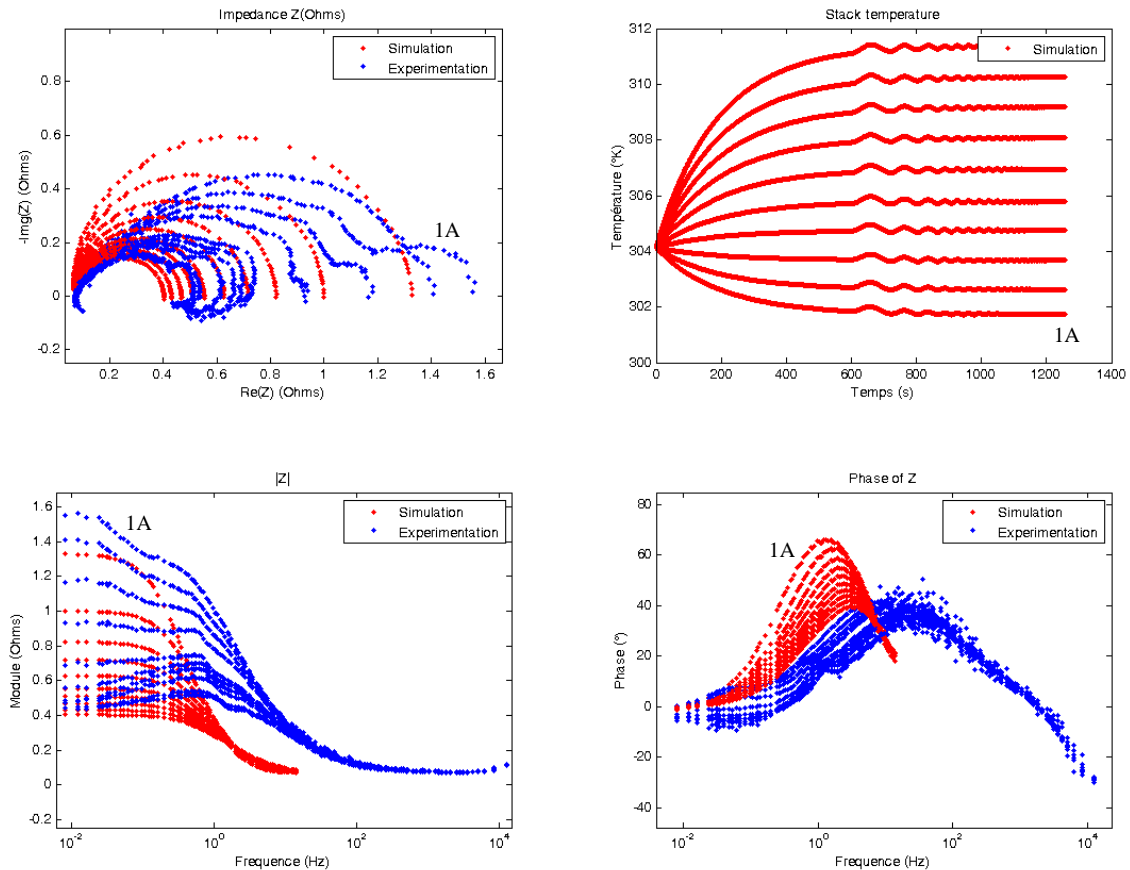 Impedance Z(Ohms)
Simulation
Experimentation
0.8
0.6
0.4
0.2
0
-0.2
-Img(Z) (Ohms)
1A
0.2 0.4 0.6 0.8 1 1.2 1.4 1.6
Re(Z) (Ohms)
Stack temperature
Simulation
312
310
308
306
304
302
300
Température (°K)
1A
0 200 400 600 800 1000 1200 1400
Temps (s)
|Z|
Simulation
Experimentation
1.6
1.4
1.2
1
0.8
0.6
0.4
0.2
0
-0.2
Module (Ohms)
1A
10^-2 10^0 10^2 10^4
Frequence (Hz)
Phase of Z
Simulation
Experimentation
80
60
40
20
0
-20
-40
Phase (°)
1A
10^-2 10^0 10^2 10^4
Frequence (Hz)